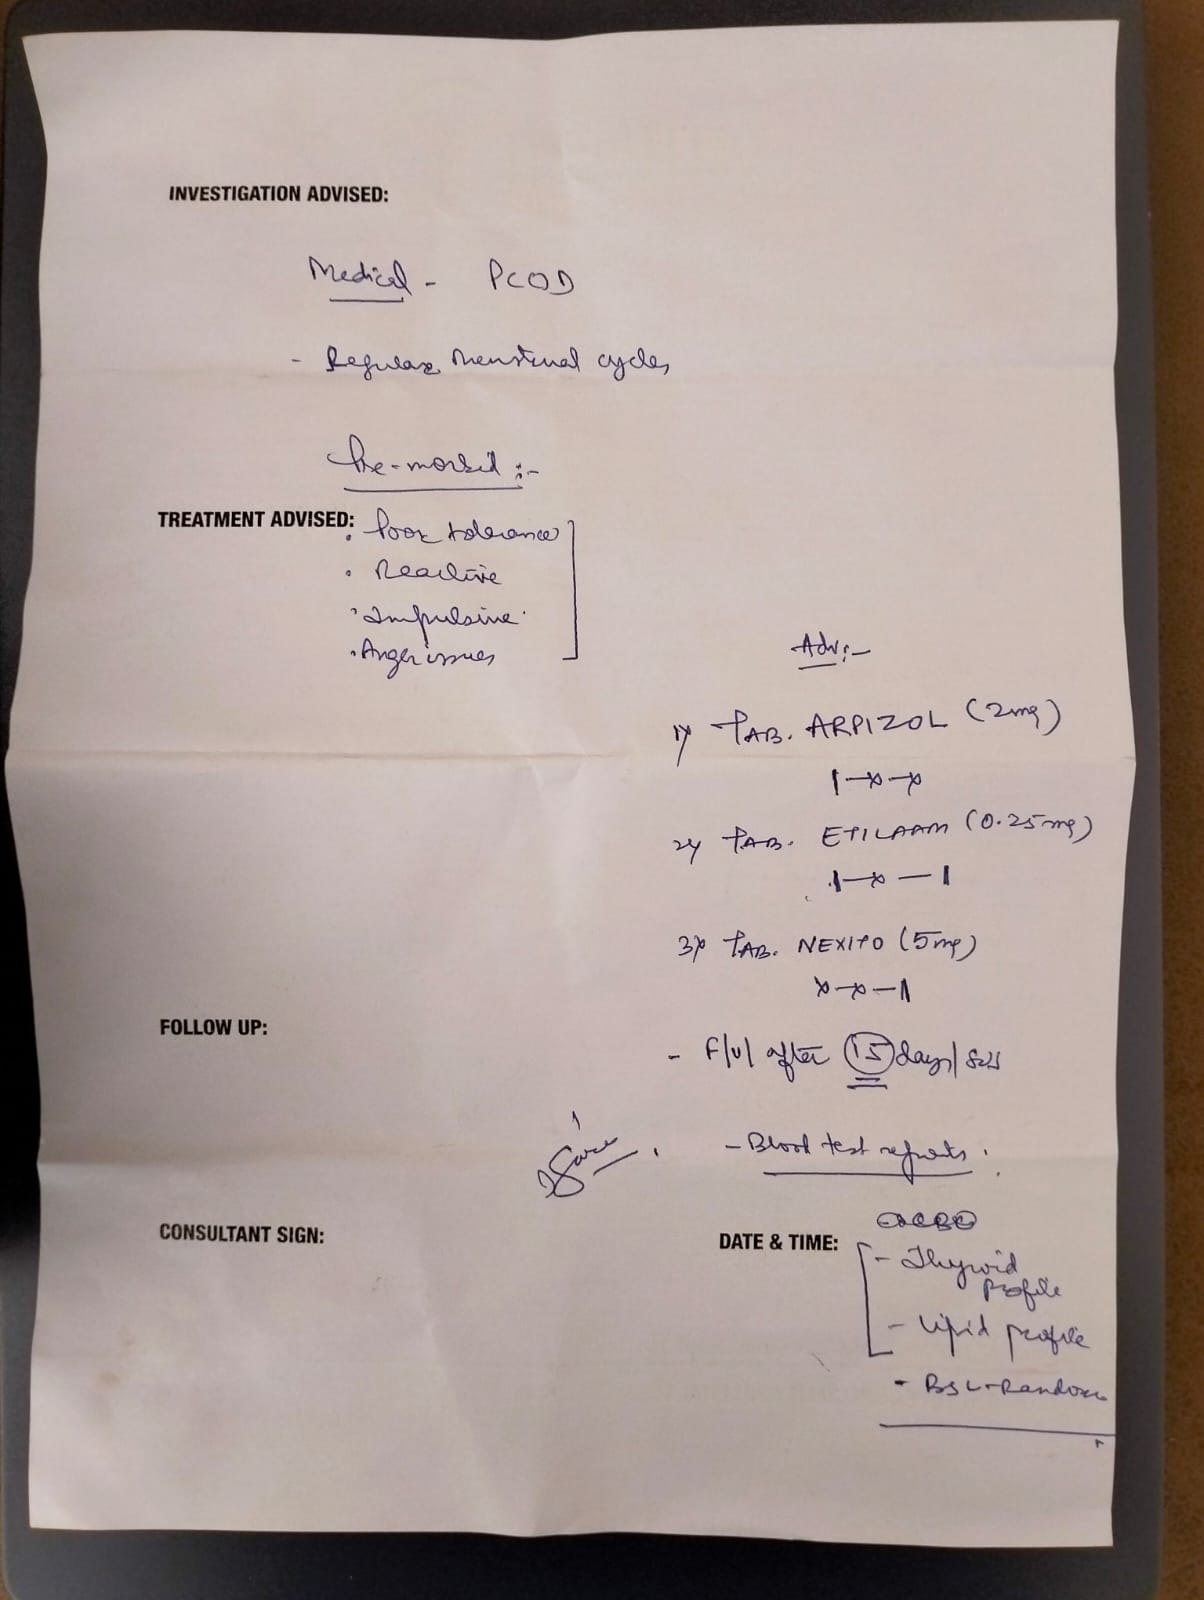 INVESTIGATION ADVISED:
Medical - PCOD
- Regular menstrual cycles
Pre-morbid :-
TREATMENT ADVISED:
• Poor tolerance
• Reactive
• Impulsive
• Anger issues
Adv:-
1) TAB. ARPIZOL (2mg)
1-x-x
2) TAB. ETILAAM (0.25mg)
1-x-1
3) TAB. NEXITO (5mg)
x-x-1
FOLLOW UP:
- F/U/ after 15 days/ SOS
- Blood test reports.
CONSULTANT SIGN:
DATE & TIME:
CBC
- Thyroid profile
- Lipid profile
- BSL-Random